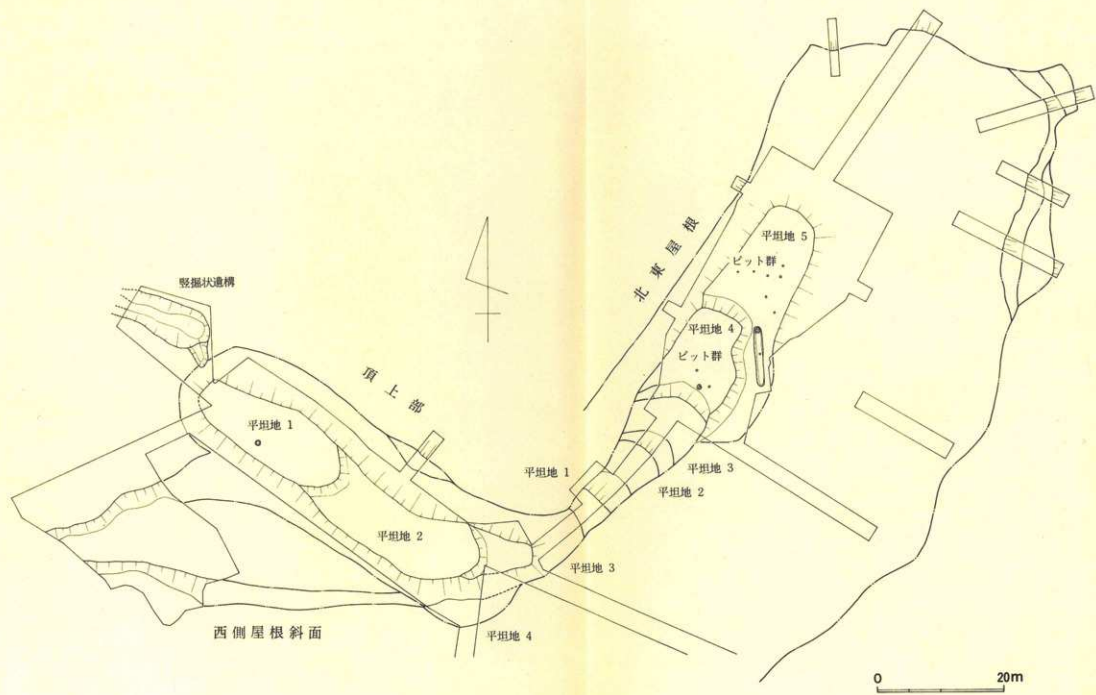 竪掘状遺構
頂上部
平坦地 1
平坦地 2
平坦地 3
平坦地 4
西側屋根斜面
北東屋根
平坦地 5
ピット群
平坦地 4
ピット群
平坦地 3
平坦地 2
平坦地 1
0 20m